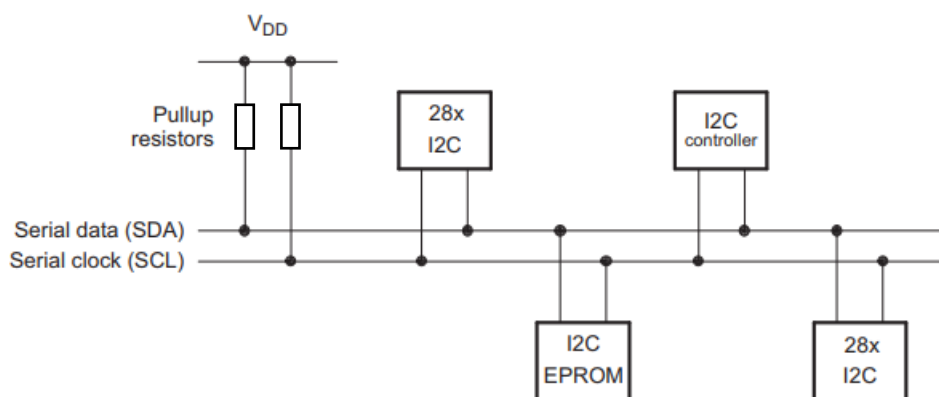 VDD
Pullup
resistors
28x
I2C
I2C
controller
Serial data (SDA)
Serial clock (SCL)
I2C
EPROM
28x
I2C